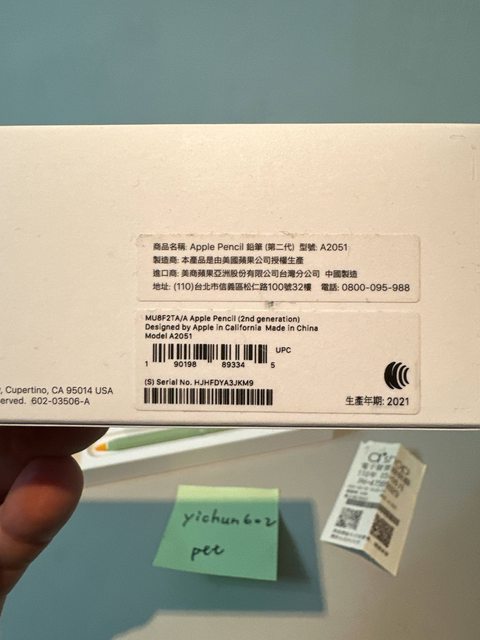 商品名稱: Apple Pencil 鉛筆 (第二代) 型號: A2051
製造商: 本產品是由美國蘋果公司授權生產
進口商: 美商蘋果亞洲股份有限公司台灣分公司 中國製造
地址: (110)台北市信義區松仁路100號32樓 電話: 0800-095-988
MU8F2TA/A Apple Pencil (2nd generation)
Designed by Apple in California Made in China
Model A2051
1 90198 89334 5 UPC
(S) Serial No. HJHFDYA3JKM9
生產年期: 2021
, Cupertino, CA 95014 USA
erved. 602-03506-A
yichun602
pet